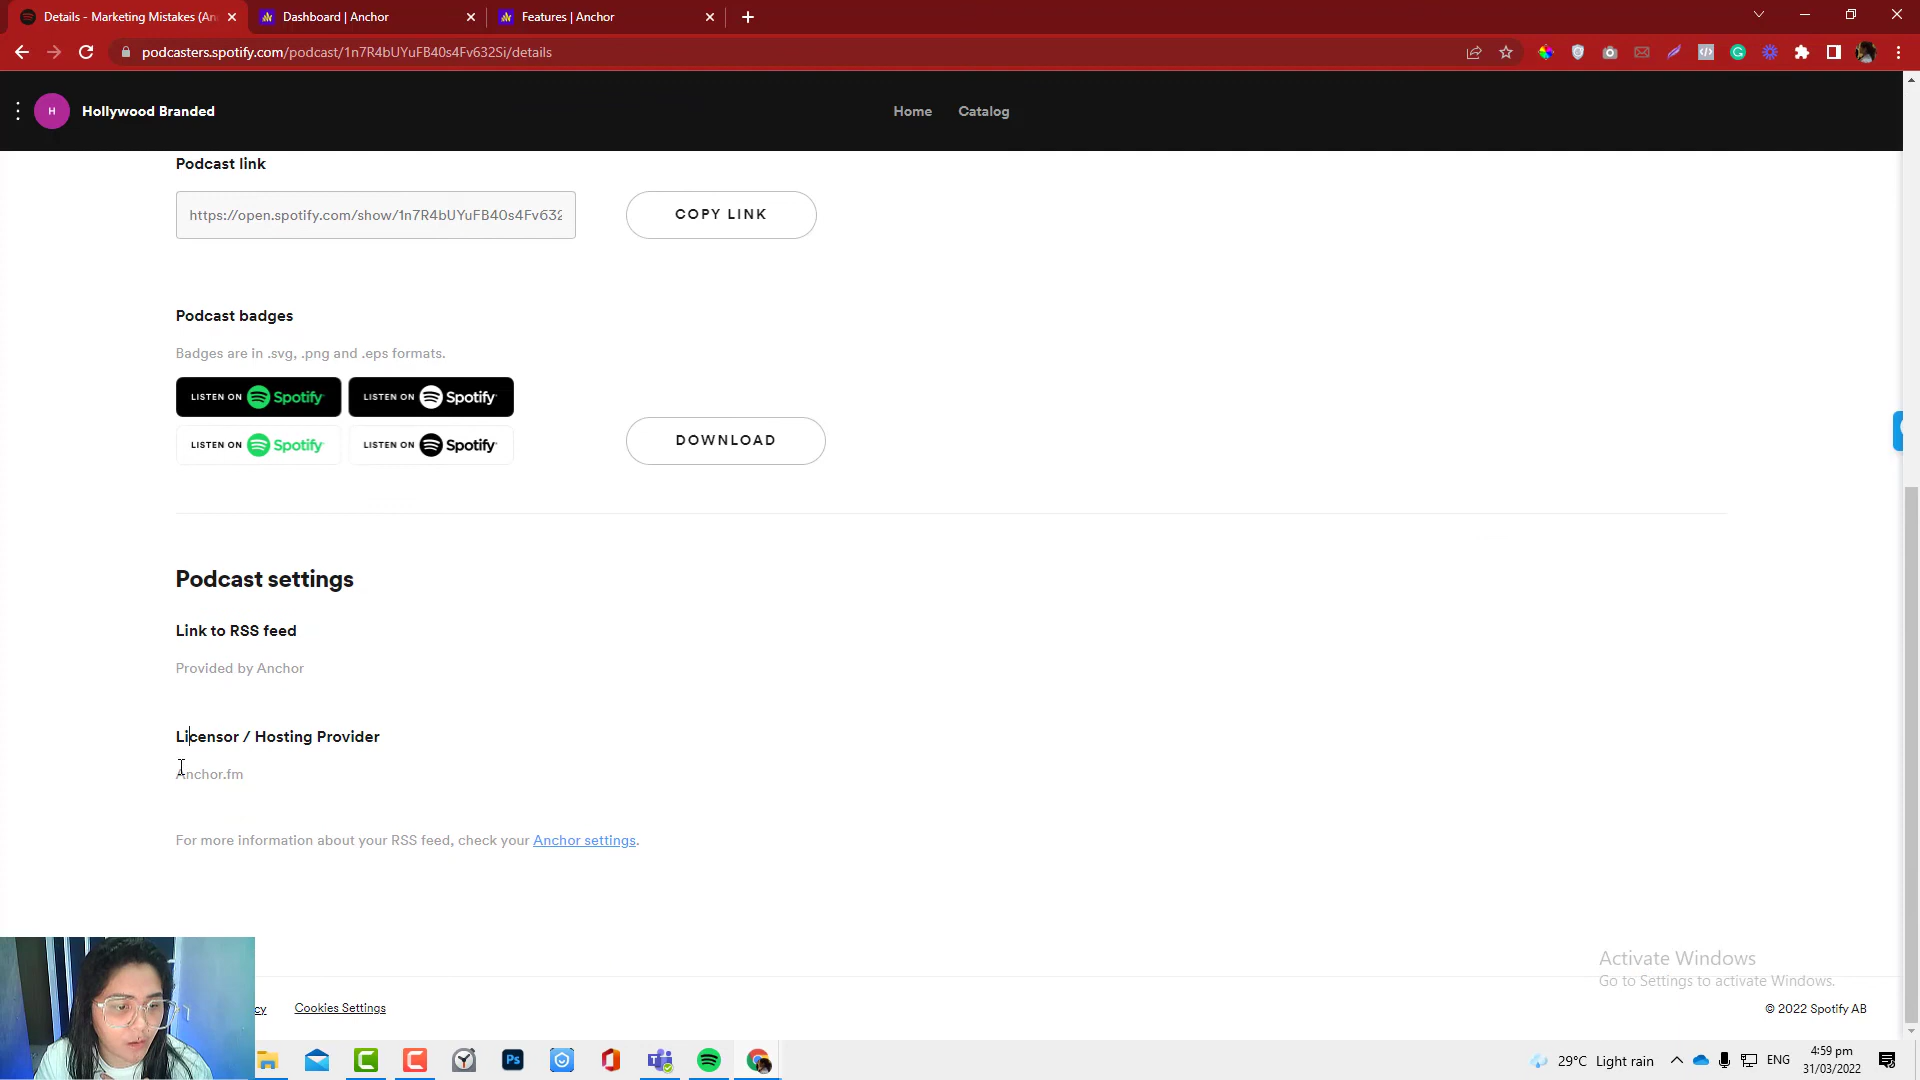 Details - Marketing Mistakes (An
Dashboard | Anchor
Features | Anchor
podcasters.spotify.com/podcast/1n7R4bUYuFB40s4Fv632Si/details
H
Hollywood Branded
Home
Catalog
Podcast link
https://open.spotify.com/show/1n7R4bUYuFB40s4Fv632
COPY LINK
Podcast badges
Badges are in .svg, .png and .eps formats.
LISTEN ON Spotify
LISTEN ON Spotify
LISTEN ON Spotify
LISTEN ON Spotify
DOWNLOAD
Podcast settings
Link to RSS feed
Provided by Anchor
Licensor / Hosting Provider
Anchor.fm
For more information about your RSS feed, check your Anchor settings.
Activate Windows
Go to Settings to activate Windows.
cy
Cookies Settings
© 2022 Spotify AB
Ps
29°C Light rain
ENG
4:59 pm
31/03/2022